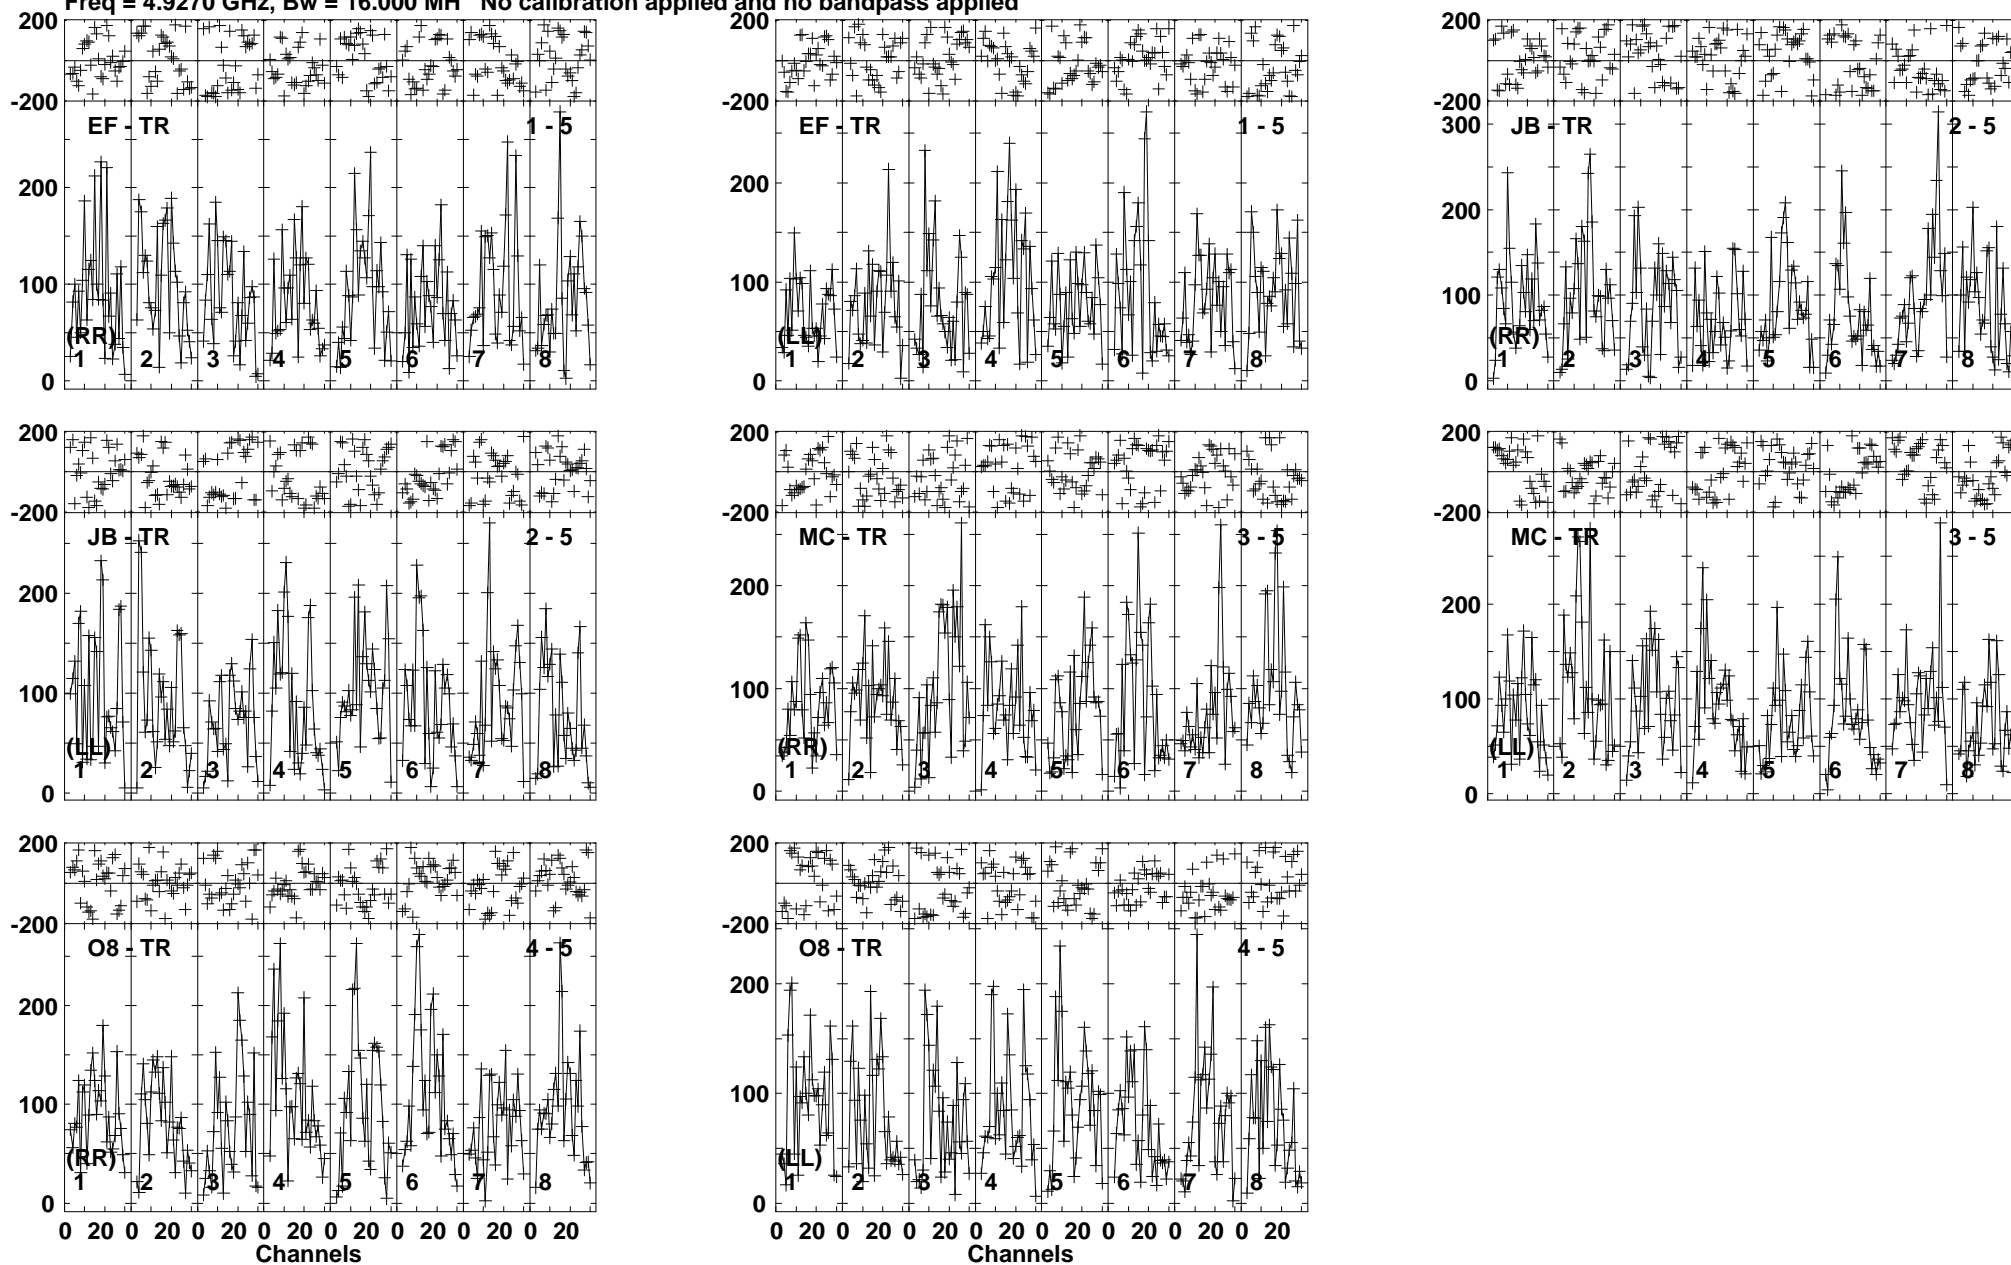 Freq = 4.9270 GHz, Bw = 16.000 MH No calibration applied and no bandpass applied
200 200
-200 -200 -200
EF - TR 1 - 5 EF - TR 1 - 5 JB - TR 2 - 5
300
200 200 200
100 100 100
(RR) (LL) (RR)
1 2 3 4 5 6 7 8 1 2 3 4 5 6 7 8 1 2 3 4 5 6 7 8
0 0 0
200 200 200
-200 -200 -200
JB - TR 2 - 5 MC - TR 3 - 5 MC - TR 3 - 5
200 200 200
100 100 100
(LL) (RR) (LL)
1 2 3 4 5 6 7 8 1 2 3 4 5 6 7 8 1 2 3 4 5 6 7 8
0 0 0
200 200
-200 -200
O8 - TR 4 - 5 O8 - TR 4 - 5
200 200
100 100
(RR) (LL)
1 2 3 4 5 6 7 8 1 2 3 4 5 6 7 8
0 0
0 20 0 20 0 20 0 20 0 20 0 20 0 20 0 20 0 20 0 20 0 20 0 20 0 20 0 20 0 20 0 20
Channels Channels